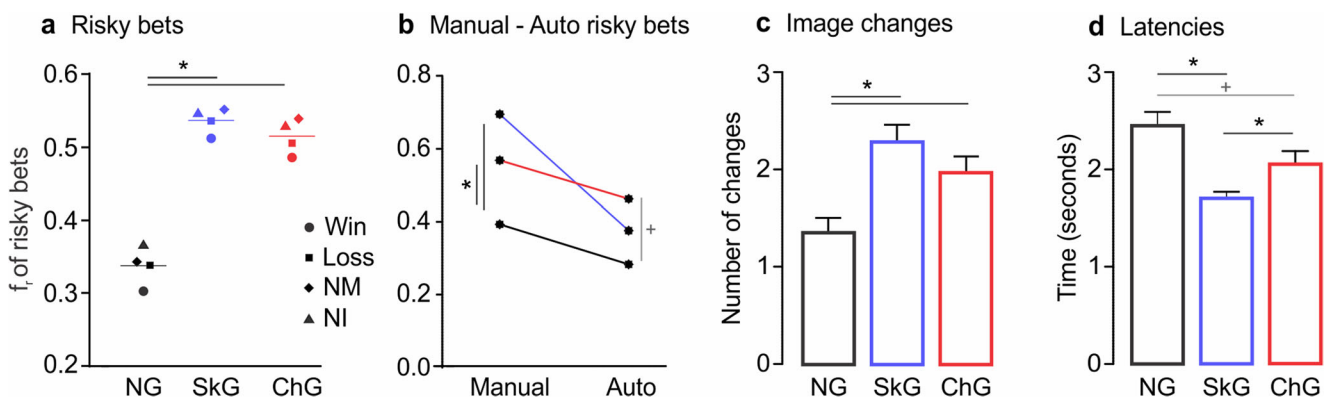 a Risky bets
*
0.6
0.5
0.4
0.3
0.2
fr of risky bets
Win
Loss
NM
NI
NG SkG ChG
b Manual - Auto risky bets
0.8
0.6
0.4
0.2
0.0
*
+
Manual Auto
c Image changes
*
3
2
1
0
Number of changes
NG SkG ChG
d Latencies
*
+
*
3
2
1
0
Time (seconds)
NG SkG ChG